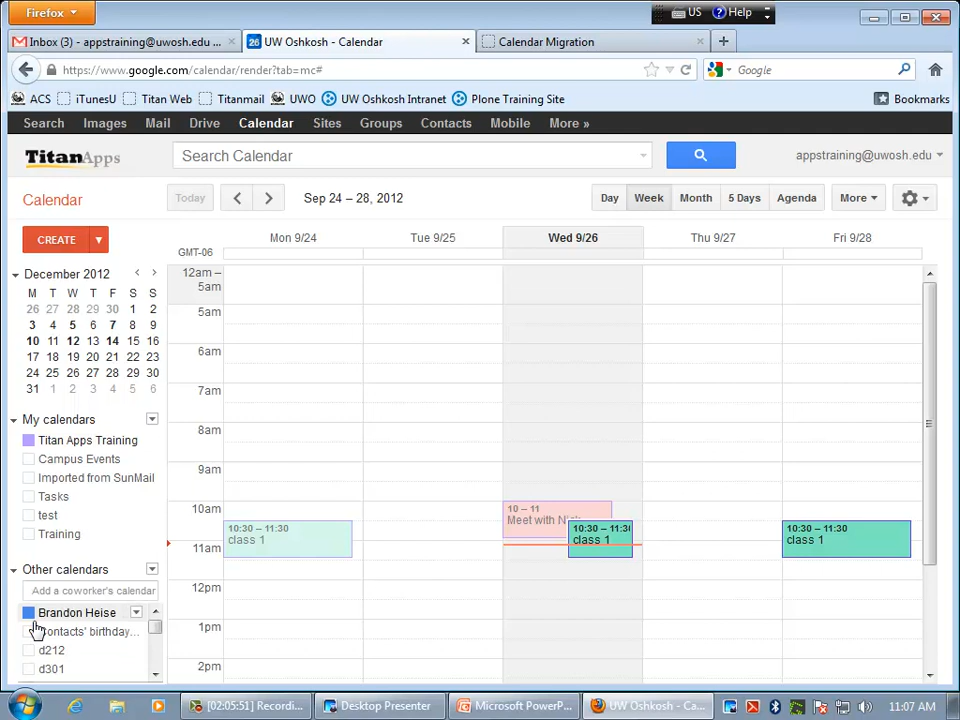 Firefox
US Help
Inbox (3) - appstraining@uwosh.edu ...
26 UW Oshkosh - Calendar
Calendar Migration
https://www.google.com/calendar/render?tab=mc#
Google
ACS iTunesU Titan Web Titanmail UWO UW Oshkosh Intranet Plone Training Site Bookmarks
Search Images Mail Drive Calendar Sites Groups Contacts Mobile More »
TitanApps
Search Calendar
appstraining@uwosh.edu
Calendar
Today
Sep 24 – 28, 2012
Day Week Month 5 Days Agenda More
CREATE
Mon 9/24 Tue 9/25 Wed 9/26 Thu 9/27 Fri 9/28
GMT-06
December 2012
M T W T F S S
26 27 28 29 30 1 2
3 4 5 6 7 8 9
10 11 12 13 14 15 16
17 18 19 20 21 22 23
24 25 26 27 28 29 30
31 1 2 3 4 5 6
My calendars
Titan Apps Training
Campus Events
Imported from SunMail
Tasks
test
Training
Other calendars
Add a coworker's calendar
Brandon Heise
Contacts' birthday...
d212
d301
12am –
5am
5am
6am
7am
8am
9am
10am
11am
12pm
1pm
2pm
10:30 – 11:30
class 1
10 – 11
Meet with Nick
10:30 – 11:30
class 1
10:30 – 11:30
class 1
[02:05:51] Recordi...
Desktop Presenter
Microsoft PowerP...
UW Oshkosh - Ca...
11:07 AM